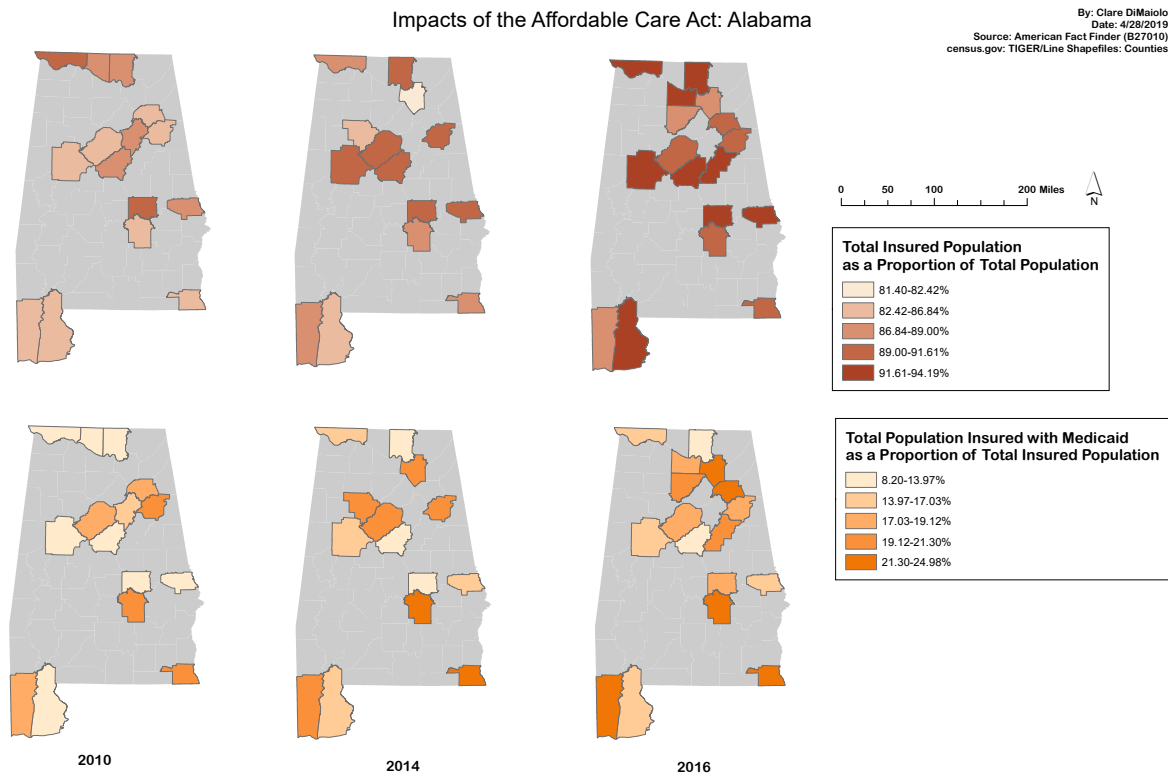 Impacts of the Affordable Care Act: Alabama
By: Clare DiMaiolo
Date: 4/28/2019
Source: American Fact Finder (B27010)
census.gov: TIGER/Line Shapefiles: Counties
0 50 100 200 Miles
N
Total Insured Population
as a Proportion of Total Population
81.40-82.42%
82.42-86.84%
86.84-89.00%
89.00-91.61%
91.61-94.19%
Total Population Insured with Medicaid
as a Proportion of Total Insured Population
8.20-13.97%
13.97-17.03%
17.03-19.12%
19.12-21.30%
21.30-24.98%
2010
2014
2016